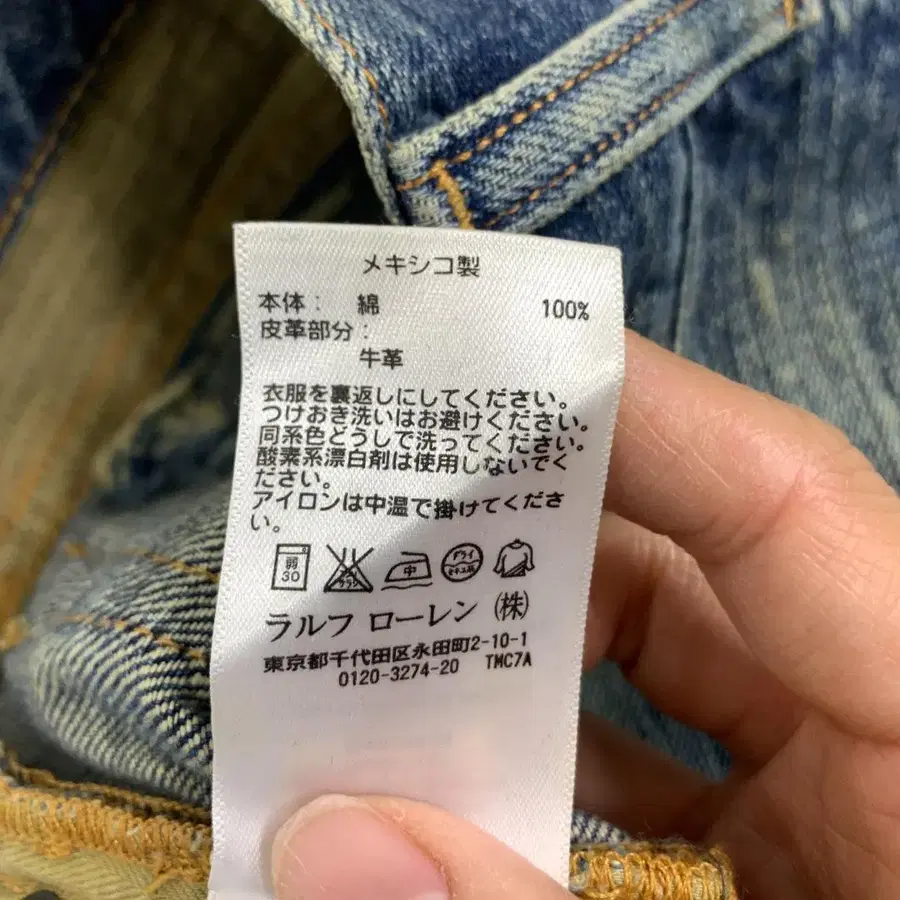 メキシコ製
本体： 綿 100%
皮革部分：
牛革
衣服を裏返しにしてください。
つけおき洗いはお避けください。
同系色どうしで洗ってください。
酸素系漂白剤は使用しないでく
ださい。
アイロンは中温で掛けてくださ
い。
弱 30 中 ドライ
ラルフ ローレン（株）
東京都千代田区永田町2-10-1
0120-3274-20 TMC7A